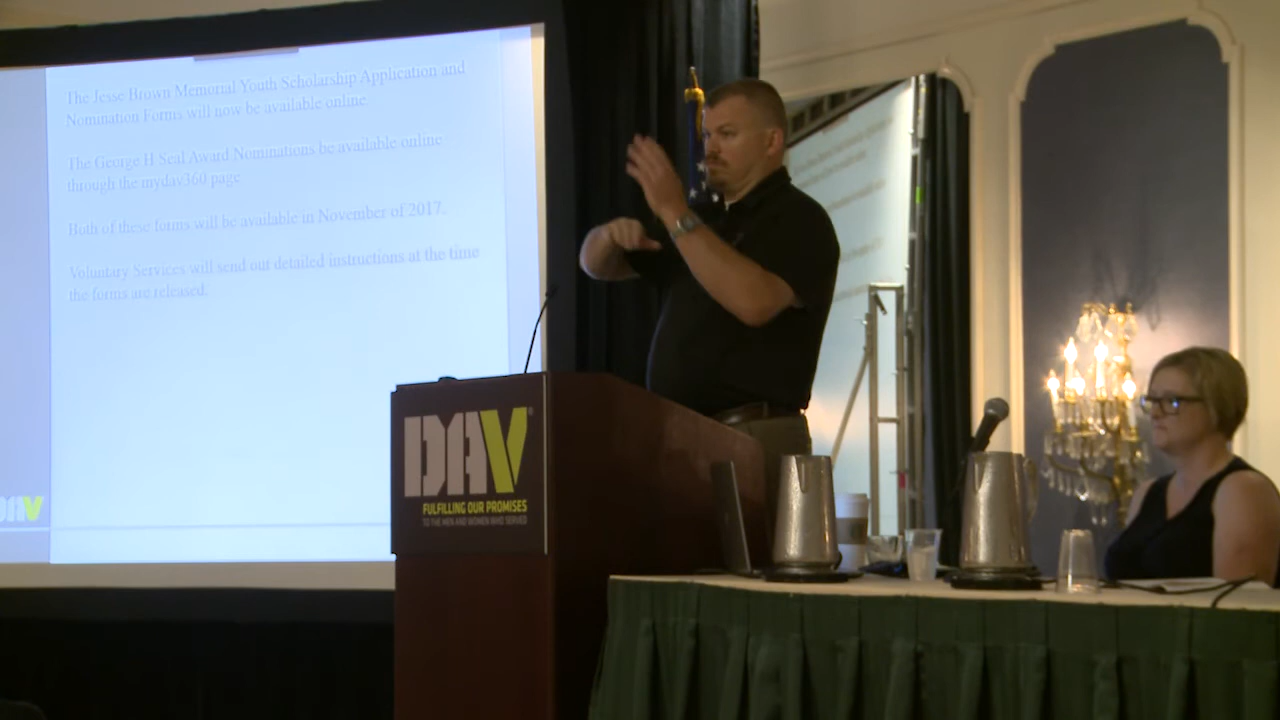 The Jesse Brown Memorial Youth Scholarship Application and
Nomination Forms will now be available online.
The George H Seal Award Nominations be available online
through the mydav360 page
Both of these forms will be available in November of 2017.
Voluntary Services will send out detailed instructions at the time
the forms are released.
DAV
DAV
FULFILLING OUR PROMISES
TO THE MEN AND WOMEN WHO SERVED